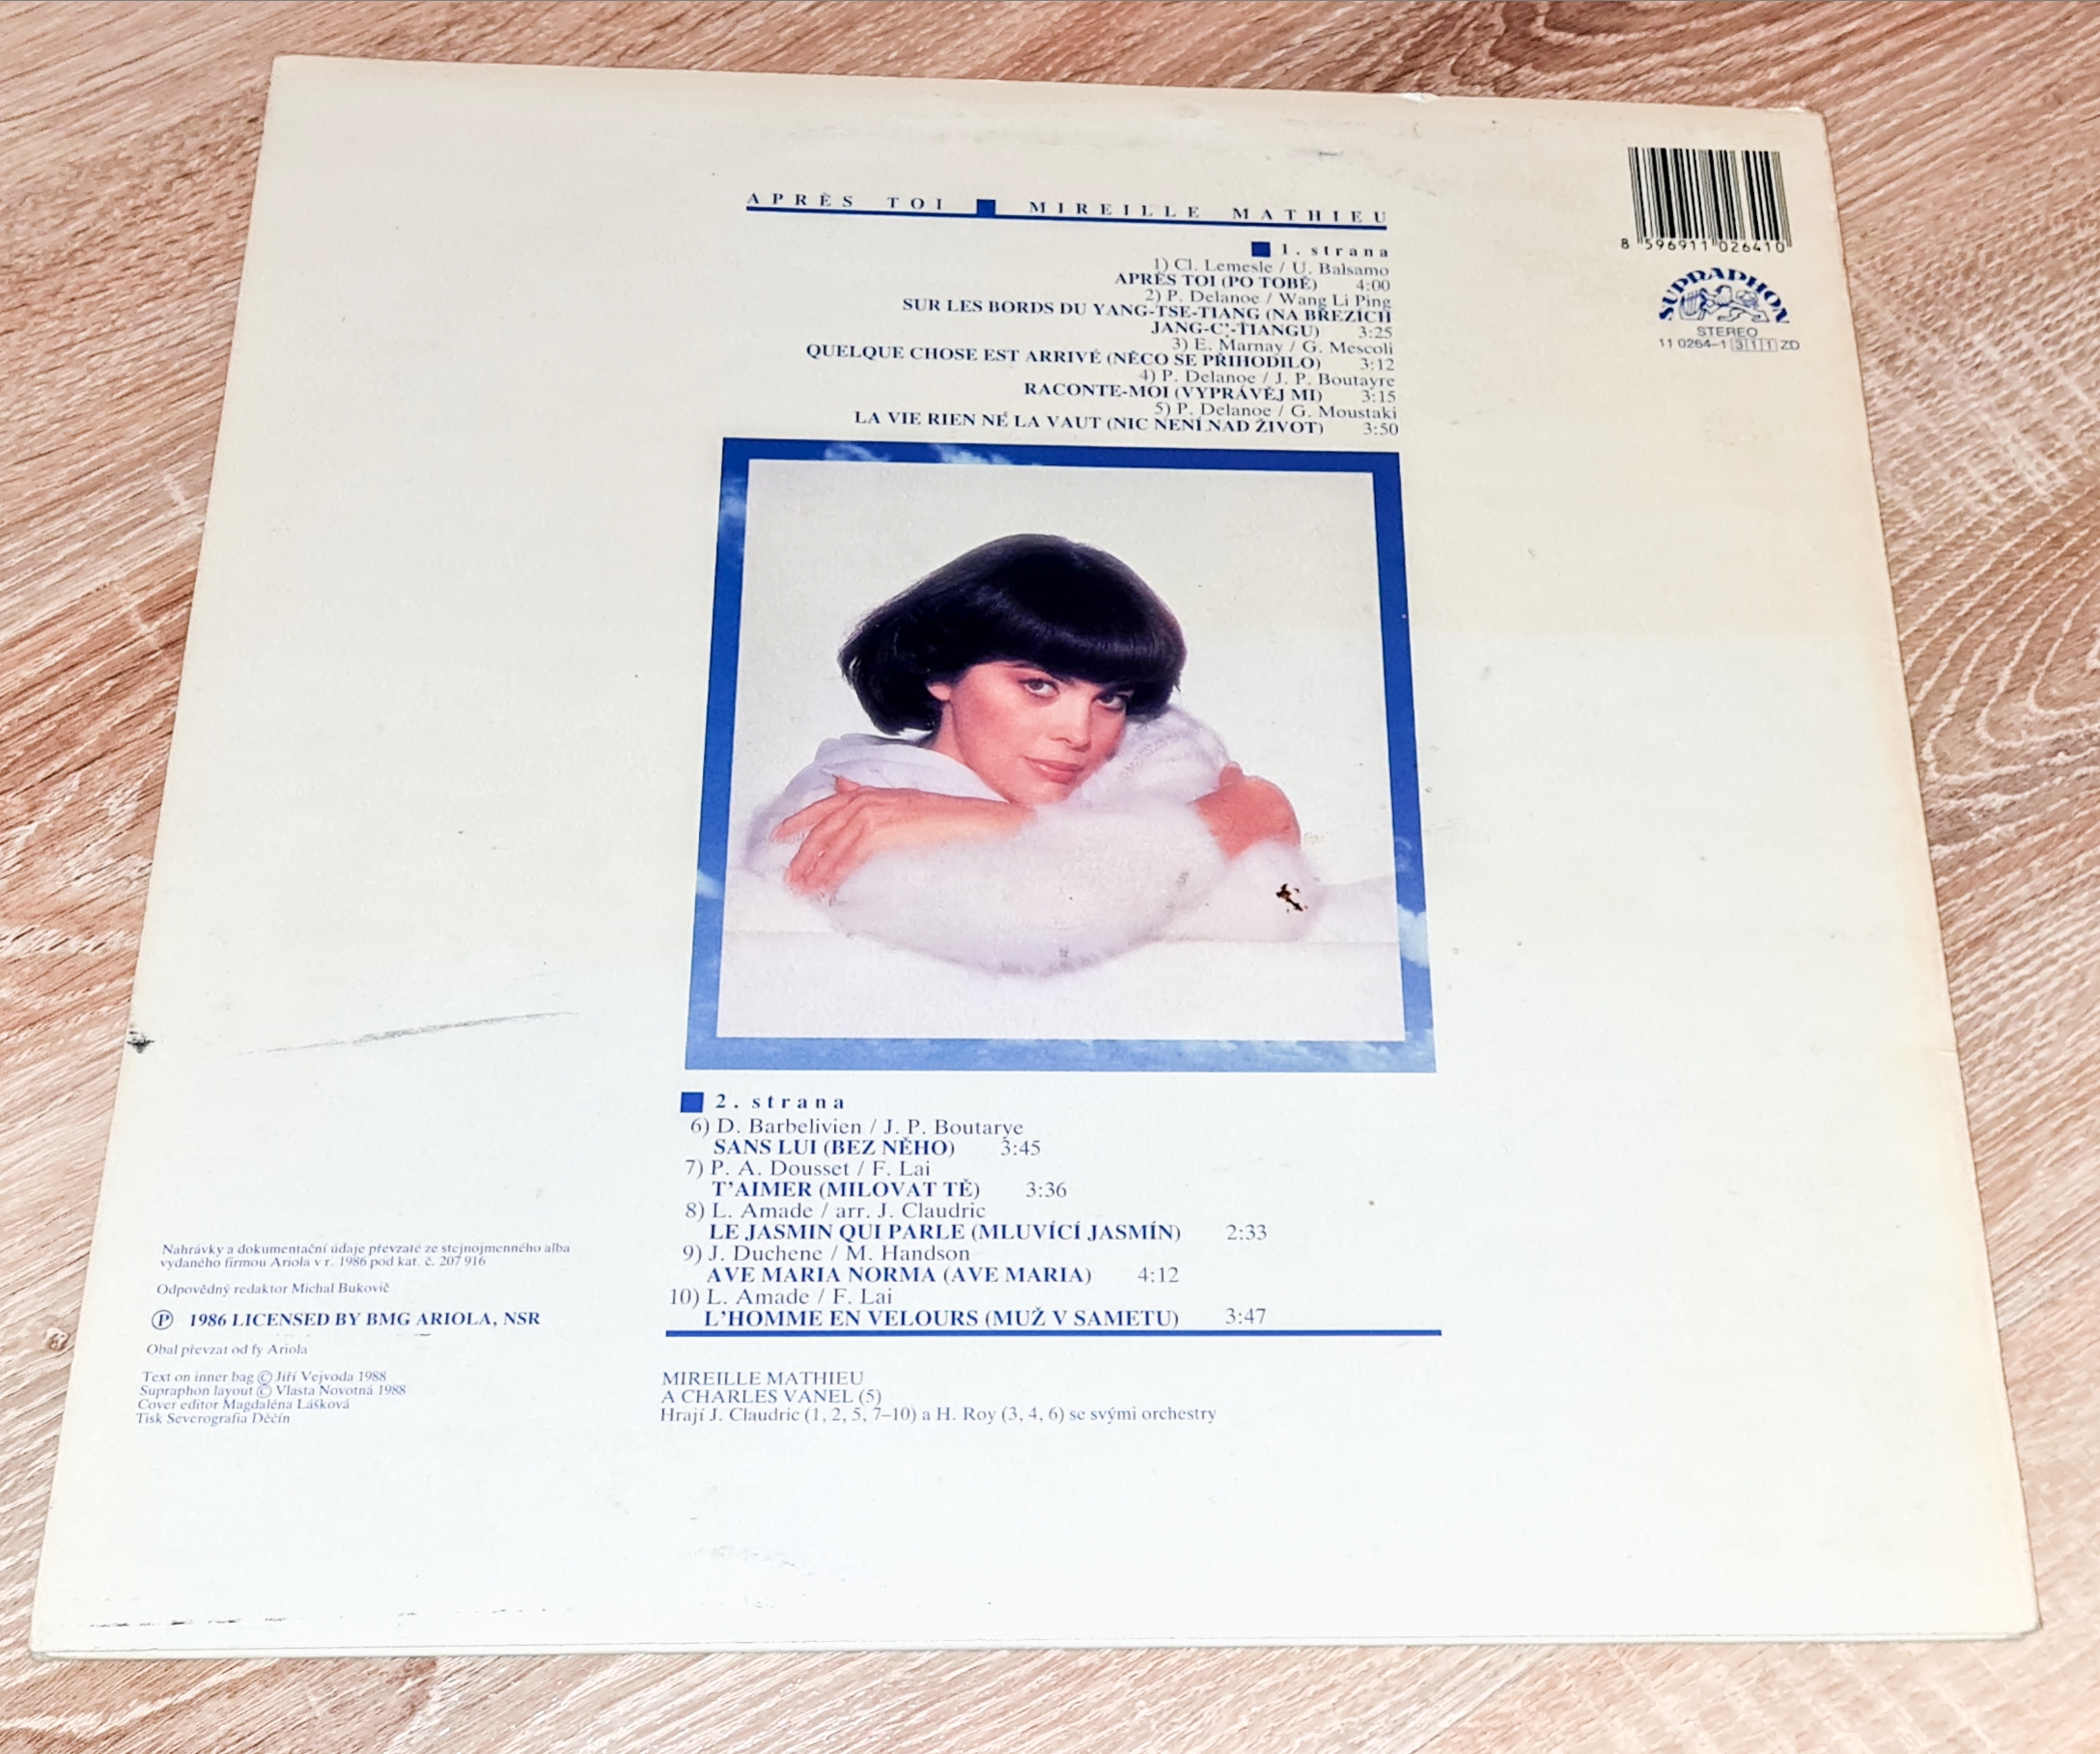 APRÈS TOI ■ MIREILLE MATHIEU
■ 1. strana
1) Cl. Lemesle / U. Balsamo
APRÈS TOI (PO TOBĚ) 4:00
2) P. Delanoe / Wang Li Ping
SUR LES BORDS DU YANG-TSE-TIANG (NA BŘEZÍCH
JANG-C'-ŤIANGU) 3:25
3) E. Marnay / G. Mescoli
QUELQUE CHOSE EST ARRIVÉ (NĚCO SE PŘIHODILO) 3:12
4) P. Delanoe / J. P. Boutayre
RACONTE-MOI (VYPRÁVĚJ MI) 3:15
5) P. Delanoe / G. Moustaki
LA VIE RIEN NE LA VAUT (NIC NENÍ NAD ŽIVOT) 3:50
8 596911 026410
SUPRAPHON
STEREO
11 0264-1 311 ZD
■ 2. strana
6) D. Barbelivien / J. P. Boutarye
SANS LUI (BEZ NĚHO) 3:45
7) P. A. Dousset / F. Lai
T'AIMER (MILOVAT TĚ) 3:36
8) L. Amade / arr. J. Claudric
LE JASMIN QUI PARLE (MLUVÍCÍ JASMÍN) 2:33
9) J. Duchene / M. Handson
AVE MARIA NORMA (AVE MARIA) 4:12
10) L. Amade / F. Lai
L'HOMME EN VELOURS (MUŽ V SAMETU) 3:47
MIREILLE MATHIEU
A CHARLES VANEL (5)
Hrají J. Claudric (1, 2, 5, 7–10) a H. Roy (3, 4, 6) se svými orchestry
Nahrávky a dokumentační údaje převzaté ze stejnojmenného alba
vydaného firmou Ariola v r. 1986 pod kat. č. 207 916
Odpovědný redaktor Michal Bukovič
Ⓟ 1986 LICENSED BY BMG ARIOLA, NSR
Obal převzat od fy Ariola
Text on inner bag © Jiří Vejvoda 1988
Supraphon layout © Vlasta Novotná 1988
Cover editor Magdaléna Lášková
Tisk Severografia Děčín